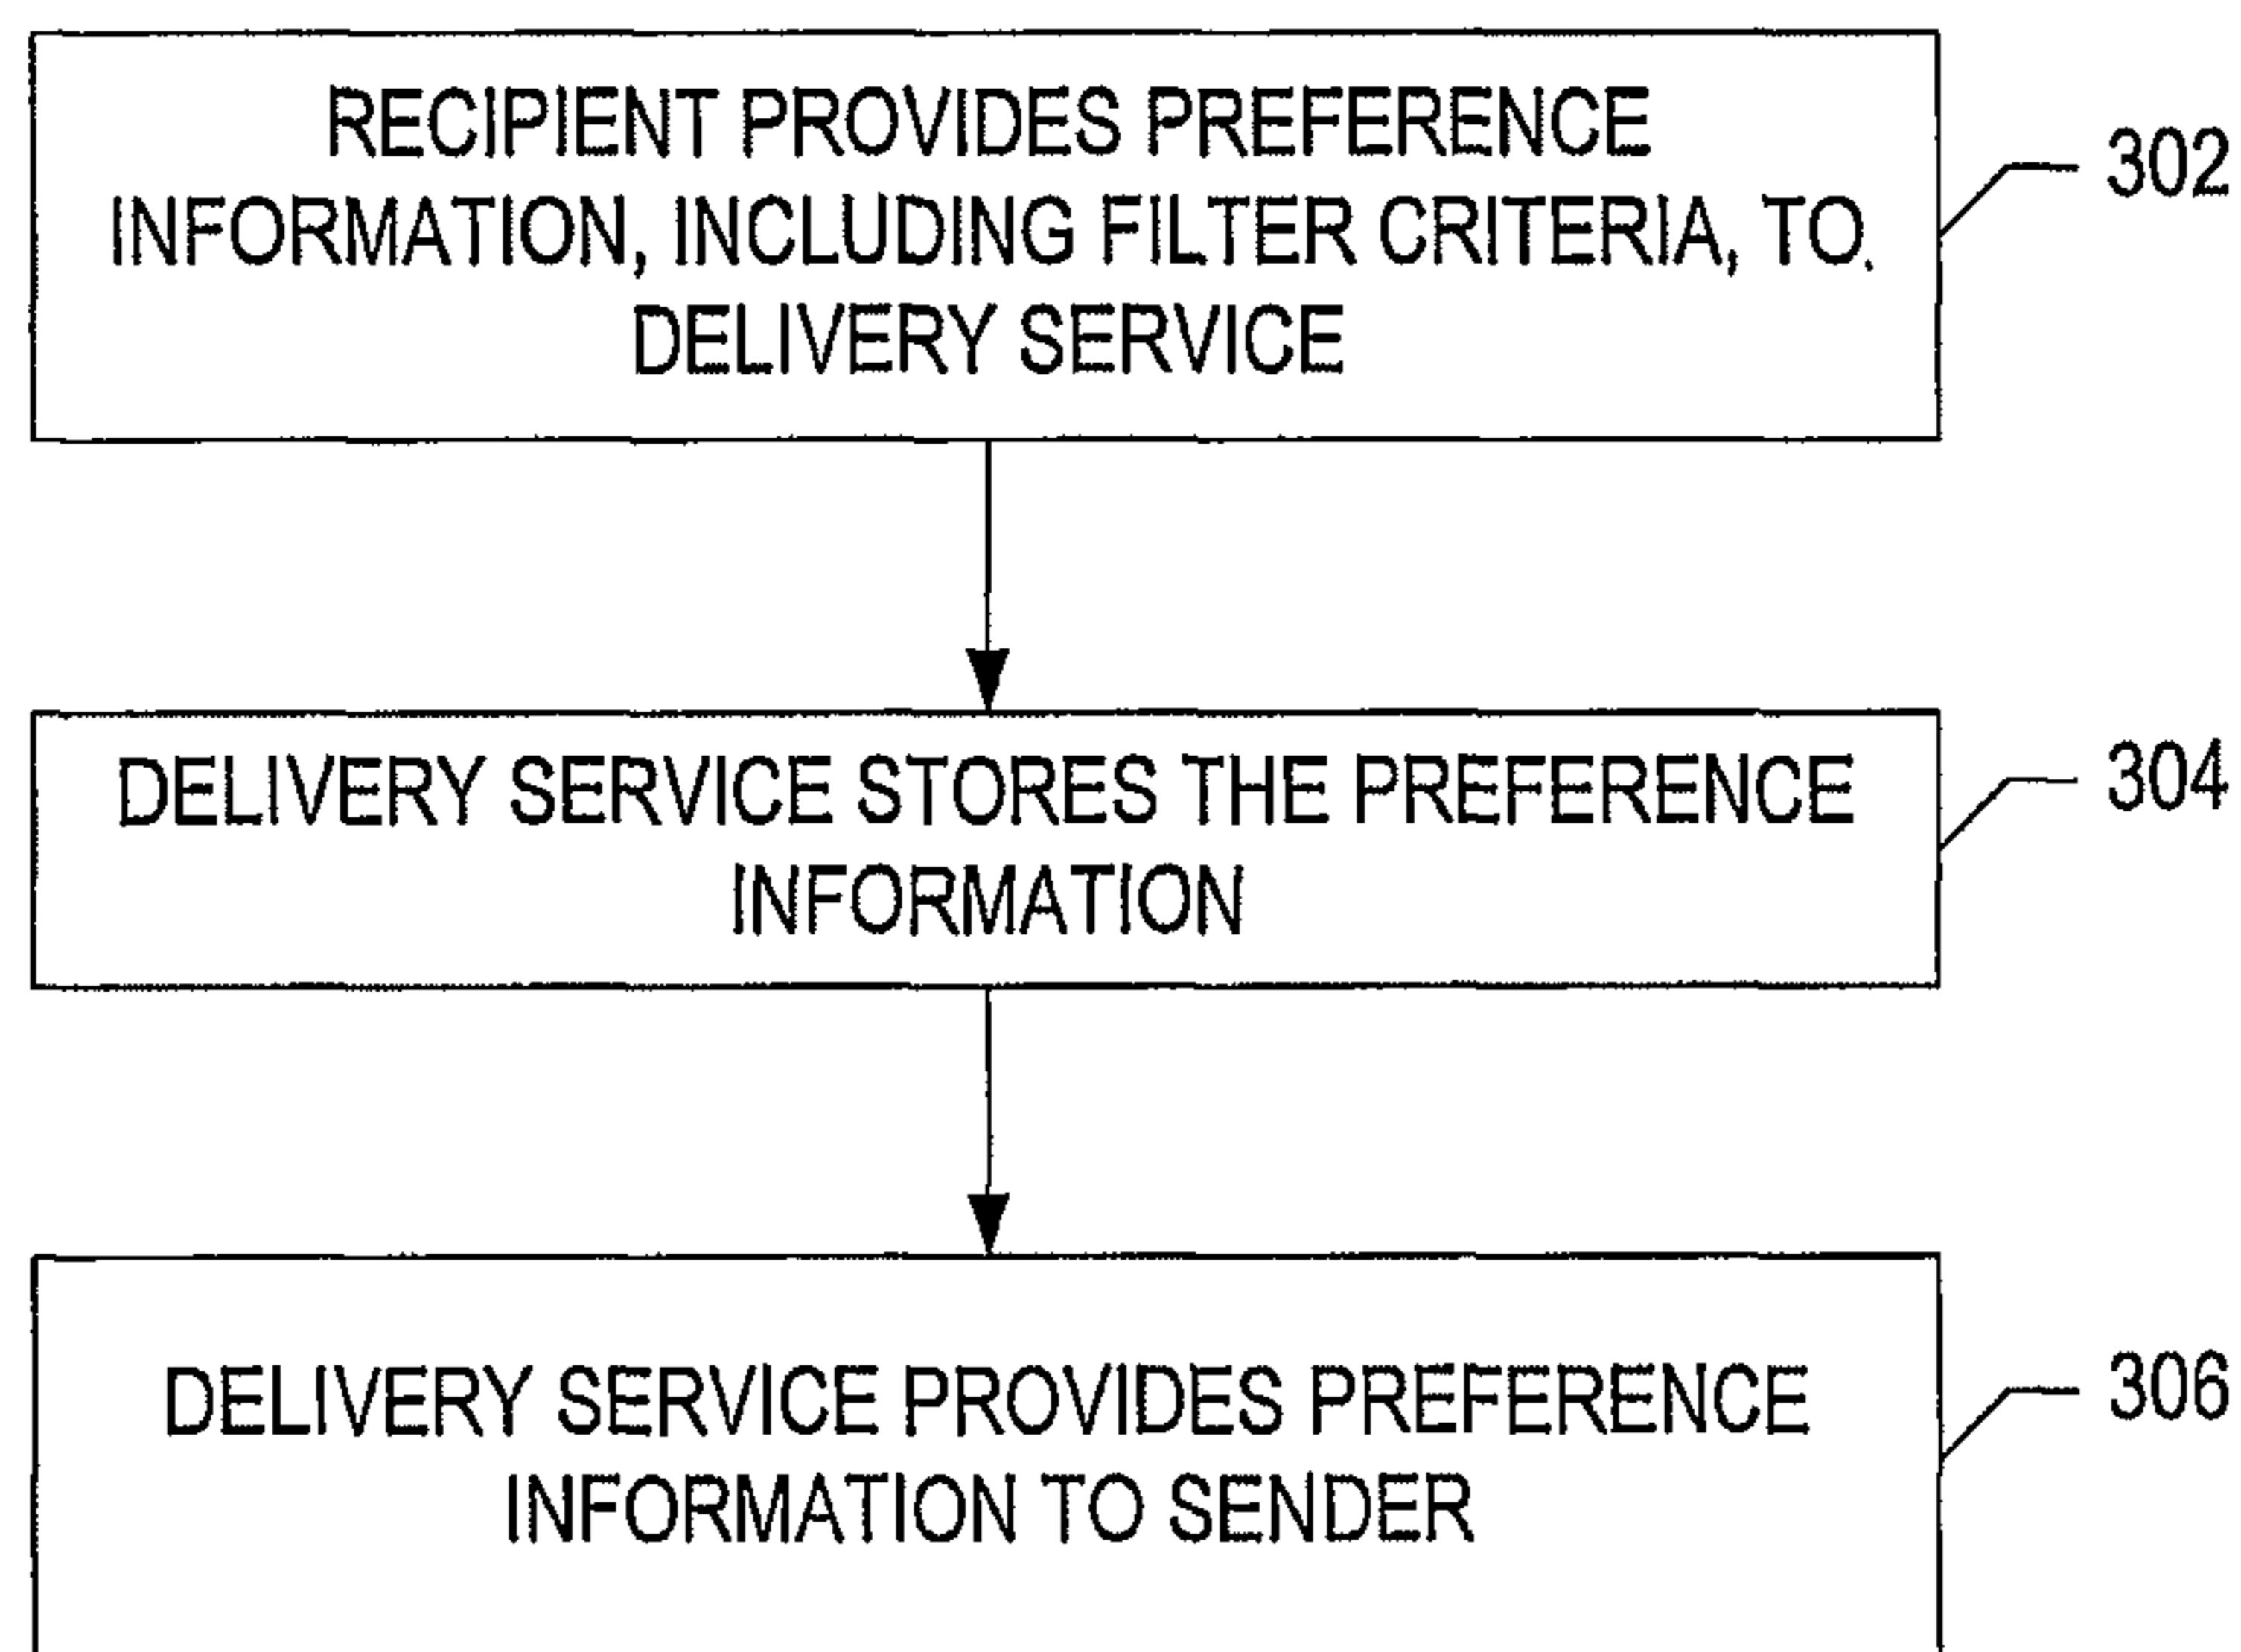 RECIPIENT PROVIDES PREFERENCE
INFORMATION, INCLUDING FILTER CRITERIA, TO.
DELIVERY SERVICE
302
DELIVERY SERVICE STORES THE PREFERENCE
INFORMATION
304
DELIVERY SERVICE PROVIDES PREFERENCE
INFORMATION TO SENDER
306